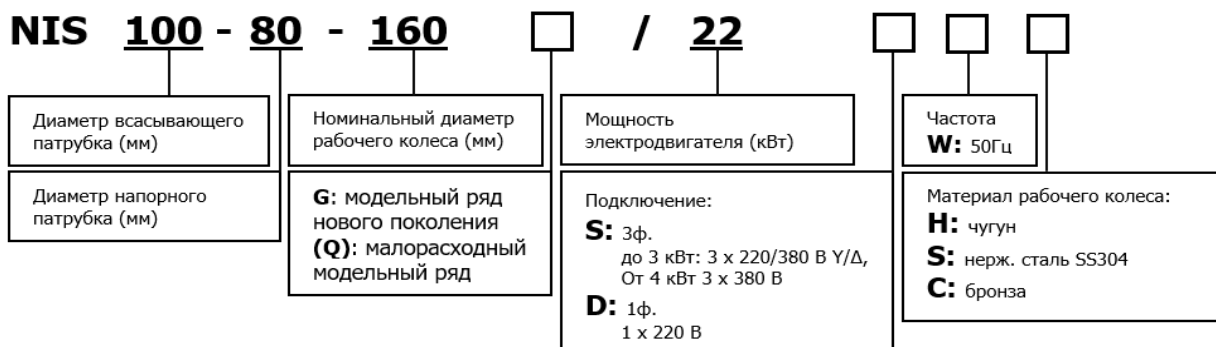 NIS 100 - 80 - 160 □ / 22 □ □ □
Диаметр всасывающего
патрубка (мм)
Номинальный диаметр
рабочего колеса (мм)
Мощность
электродвигателя (кВт)
Частота
W: 50Гц
Диаметр напорного
патрубка (мм)
G: модельный ряд
нового поколения
(Q): малорасходный
модельный ряд
Подключение:
S: 3ф.
до 3 кВт: 3 х 220/380 В Y/Δ,
От 4 кВт 3 х 380 В
D: 1ф.
1 х 220 В
Материал рабочего колеса:
H: чугун
S: нерж. сталь SS304
C: бронза